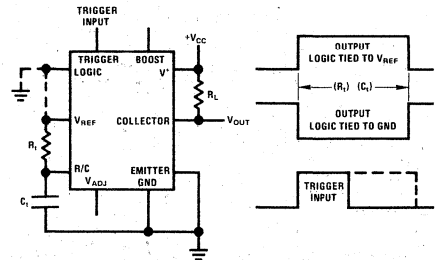 TRIGGER
INPUT
+VCC
TRIGGER
LOGIC
BOOST
V+
RL
VREF
COLLECTOR
VOUT
Rt
R/C
VADJ
EMITTER
GND
Ct
OUTPUT
LOGIC TIED TO VREF
(Rt) (Ct)
OUTPUT
LOGIC TIED TO GND
TRIGGER
INPUT